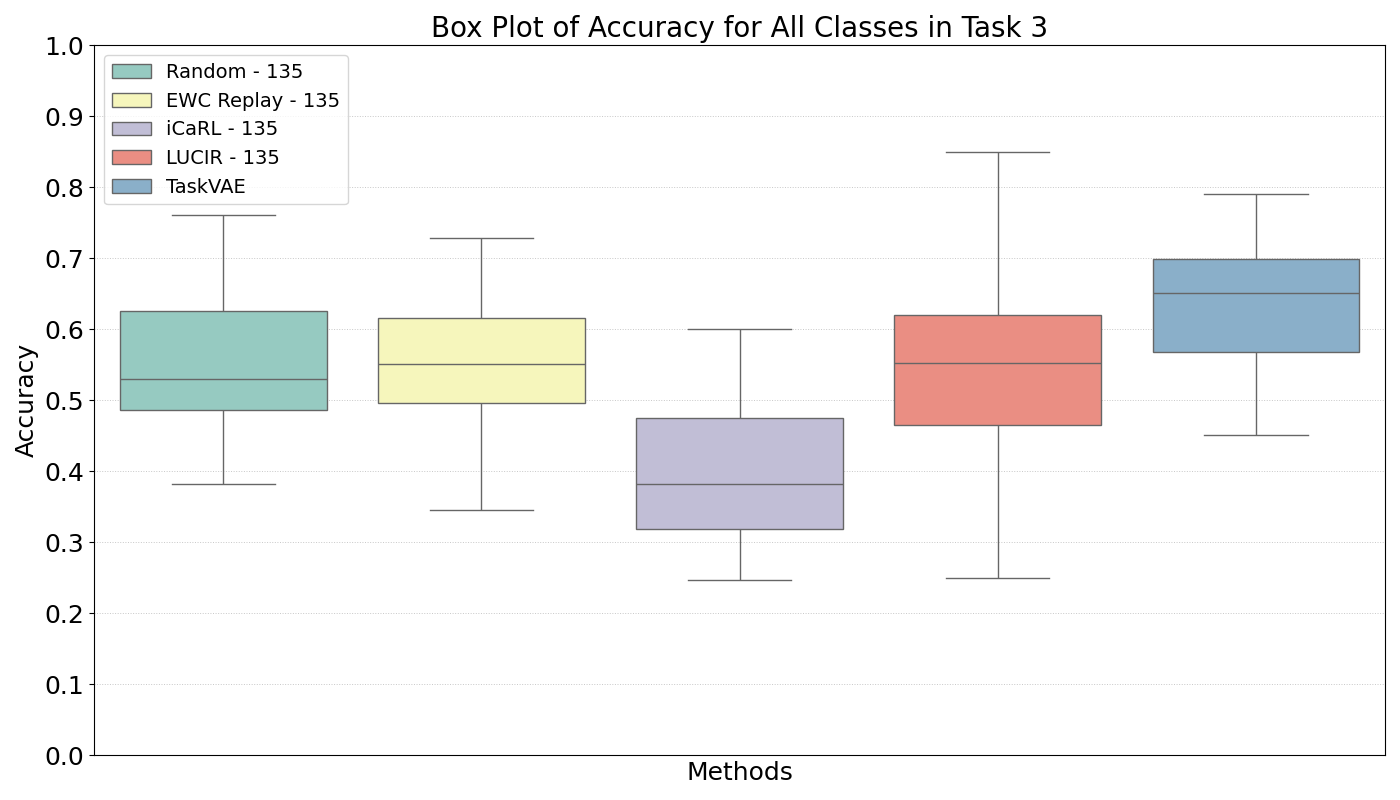 Box Plot of Accuracy for All Classes in Task 3
1.0
0.9
0.8
0.7
0.6
0.5
0.4
0.3
0.2
0.1
0.0
Accuracy
Random - 135
EWC Replay - 135
iCaRL - 135
LUCIR - 135
TaskVAE
Methods